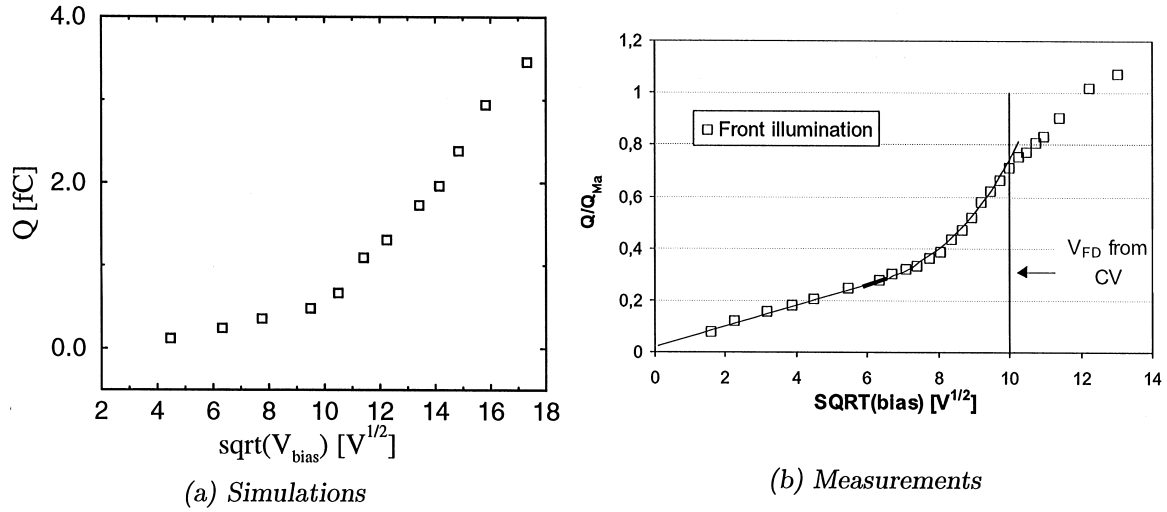 4.0
2.0
0.0
Q [fC]
2 4 6 8 10 12 14 16 18
sqrt(V_bias) [V^1/2]
(a) Simulations
1,2
1
0,8
0,6
0,4
0,2
0
Q/Q_Ma
Front illumination
V_FD from
CV
0 2 4 6 8 10 12 14
SQRT(bias) [V^1/2]
(b) Measurements